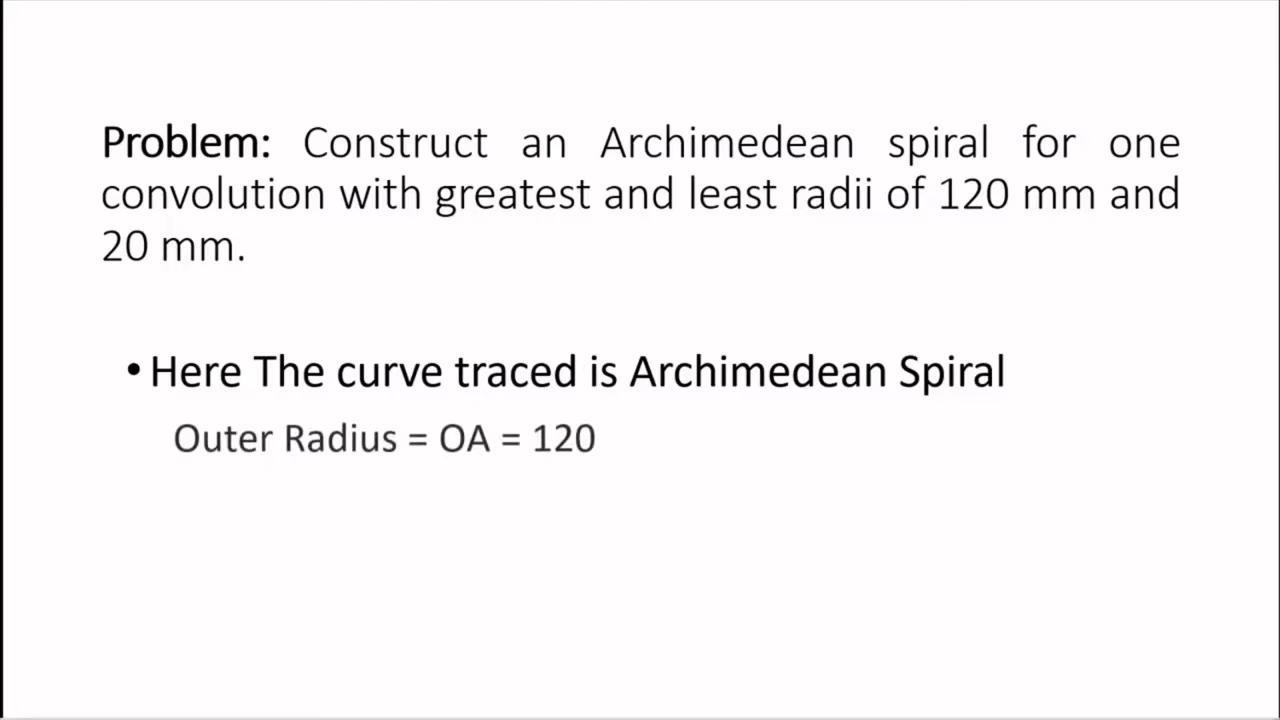 Problem: Construct an Archimedean spiral for one
convolution with greatest and least radii of 120 mm and
20 mm.
• Here The curve traced is Archimedean Spiral
Outer Radius = OA = 120